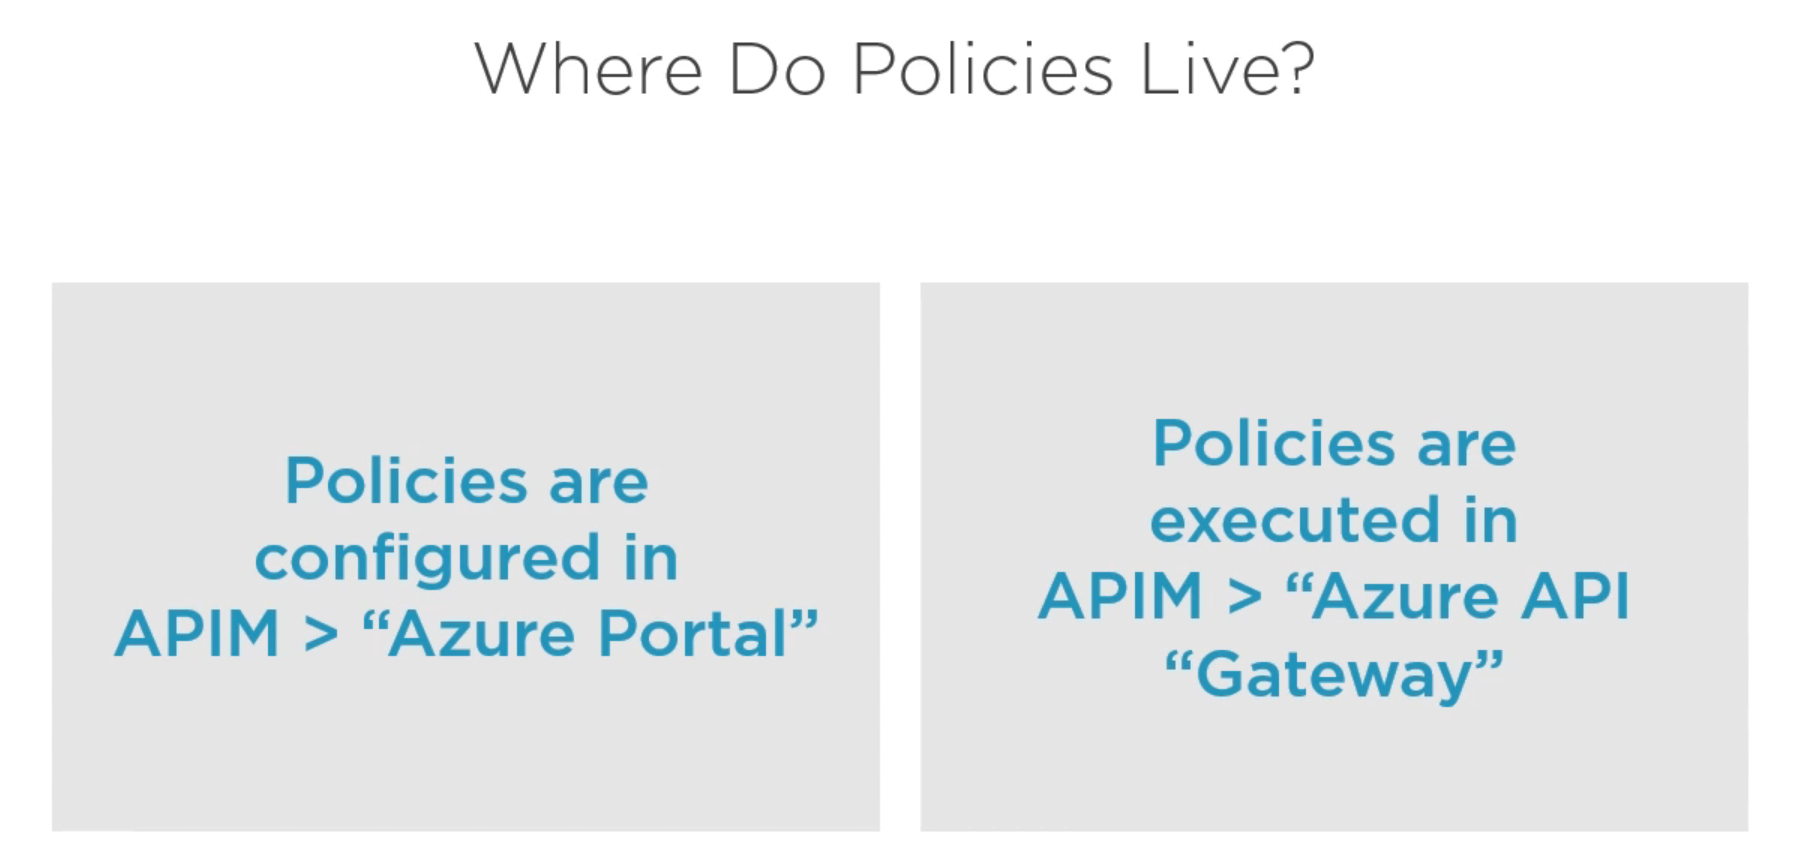 Where Do Policies Live?
Policies are
configured in
APIM > “Azure Portal”
Policies are
executed in
APIM > “Azure API
“Gateway”